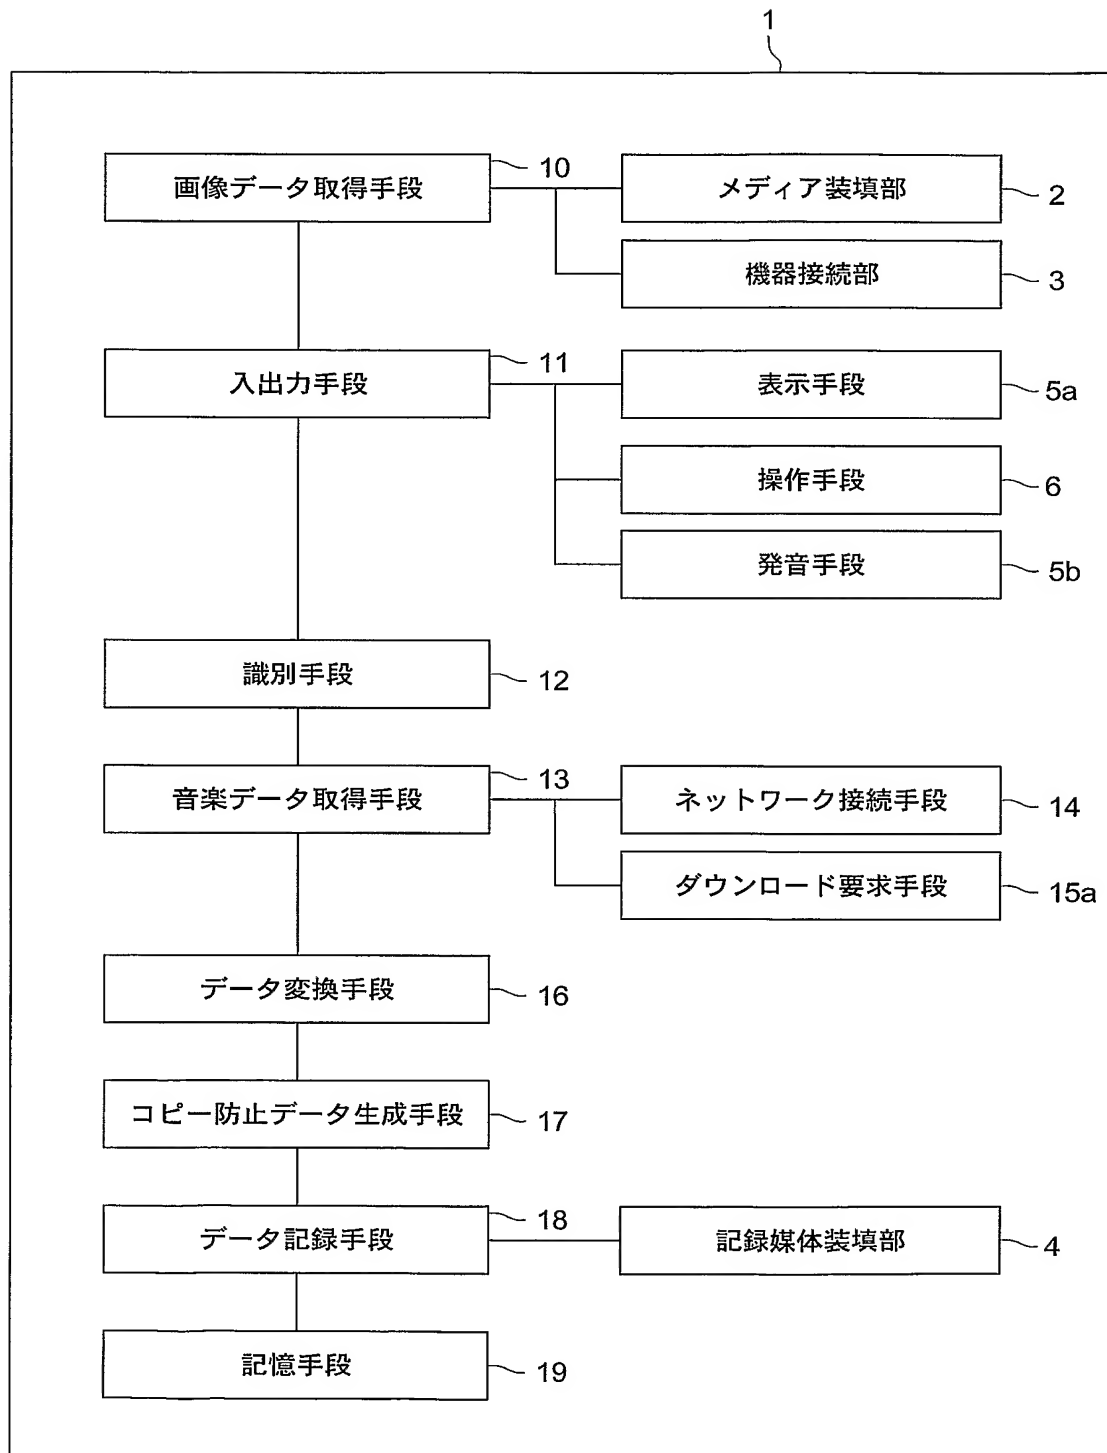 1
画像データ取得手段
10
メディア装填部
2
機器接続部
3
入出力手段
11
表示手段
5a
操作手段
6
発音手段
5b
識別手段
12
音楽データ取得手段
13
ネットワーク接続手段
14
ダウンロード要求手段
15a
データ変換手段
16
コピー防止データ生成手段
17
データ記録手段
18
記録媒体装填部
4
記憶手段
19